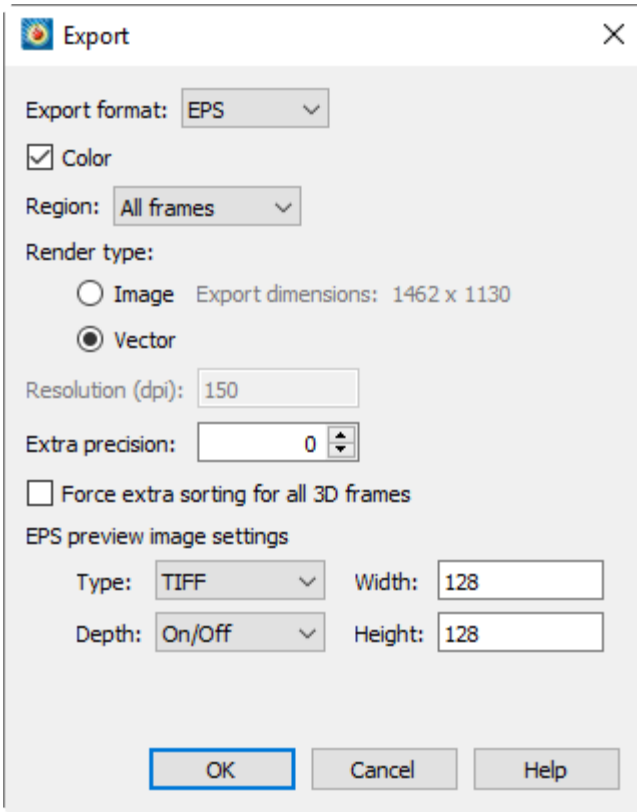 Export
Export format: EPS
Color
Region: All frames
Render type:
Image Export dimensions: 1462 x 1130
Vector
Resolution (dpi): 150
Extra precision: 0
Force extra sorting for all 3D frames
EPS preview image settings
Type: TIFF Width: 128
Depth: On/Off Height: 128
OK Cancel Help